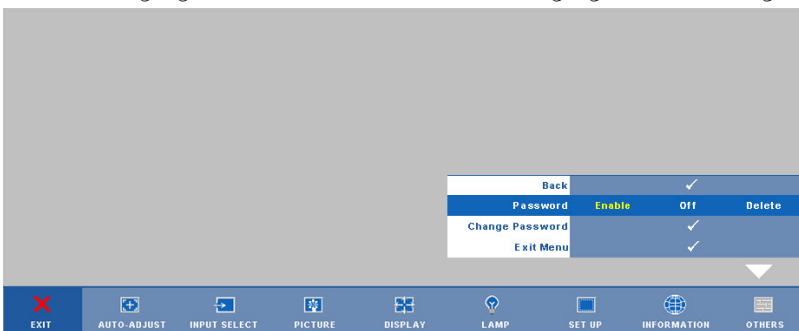 Back
Password Enable Off Delete
Change Password
Exit Menu
EXIT AUTO-ADJUST INPUT SELECT PICTURE DISPLAY LAMP SET UP INFORMATION OTHERS